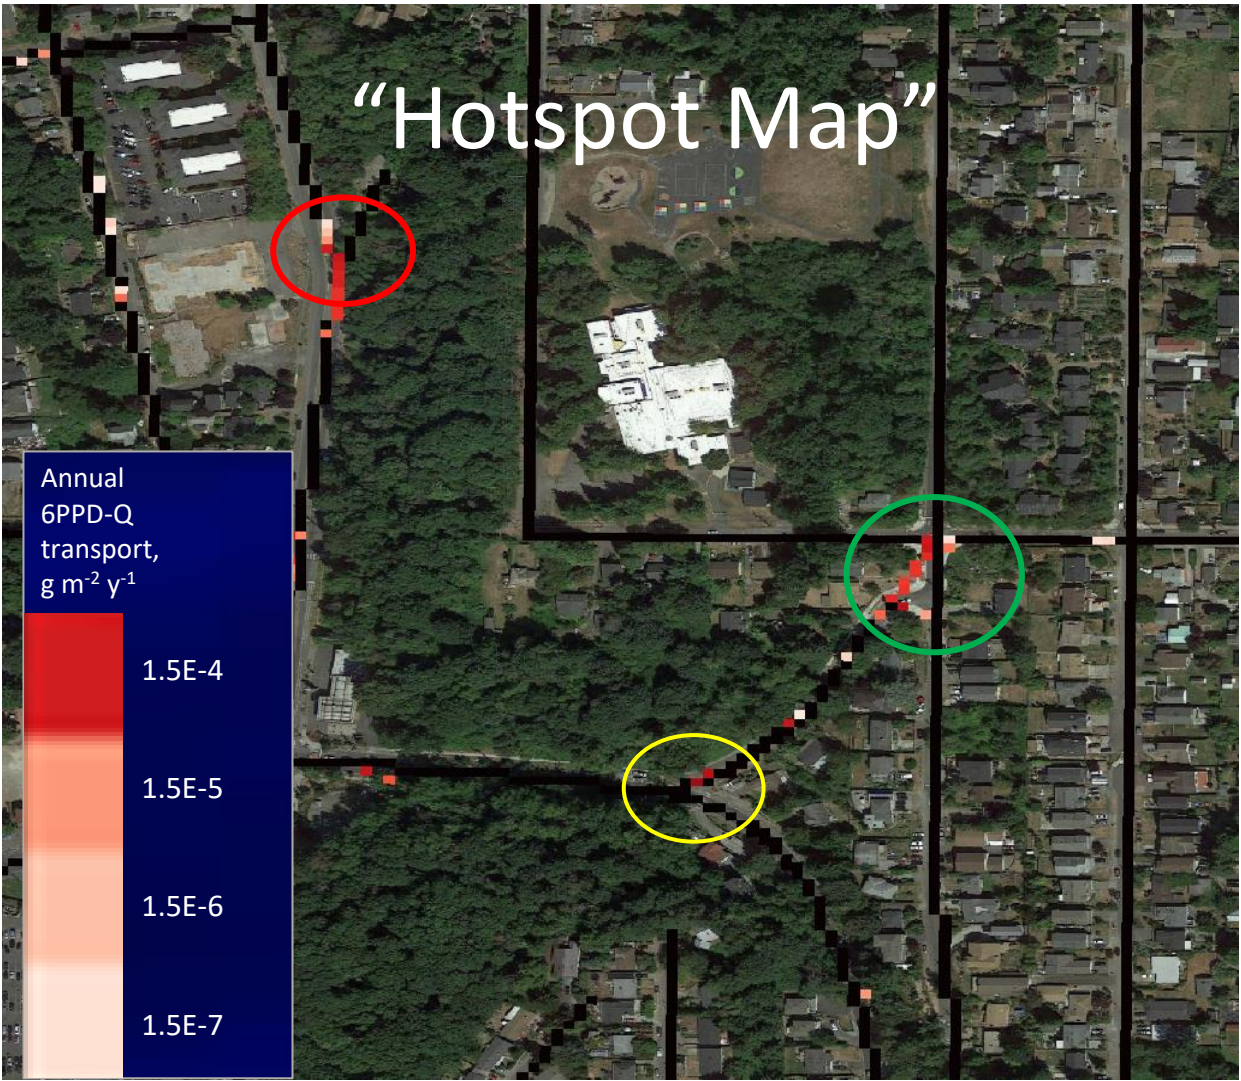 “Hotspot Map”
Annual
6PPD-Q
transport,
g m-2 y-1
1.5E-4
1.5E-5
1.5E-6
1.5E-7